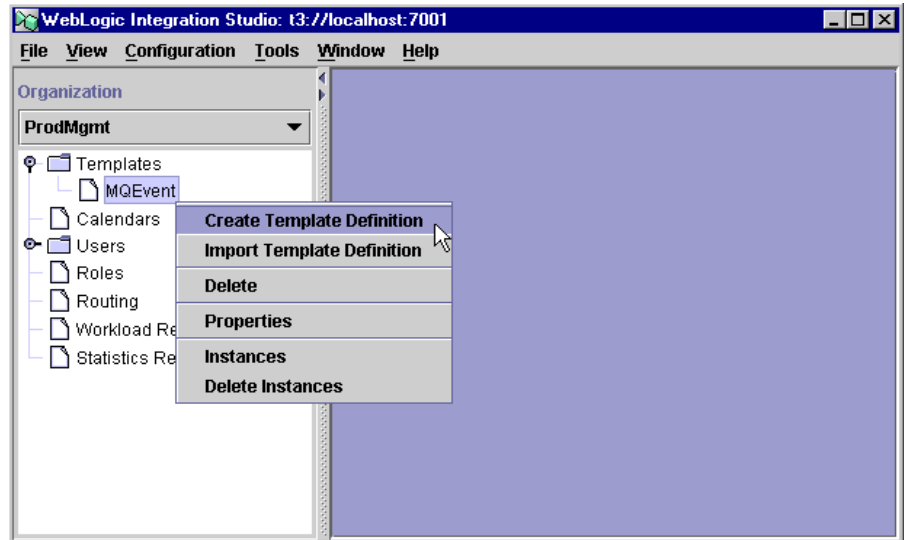 WebLogic Integration Studio: t3://localhost:7001
File View Configuration Tools Window Help
Organization
ProdMgmt
Templates
MQEvent
Calendars
Users
Roles
Routing
Workload Re
Statistics Re
Create Template Definition
Import Template Definition
Delete
Properties
Instances
Delete Instances